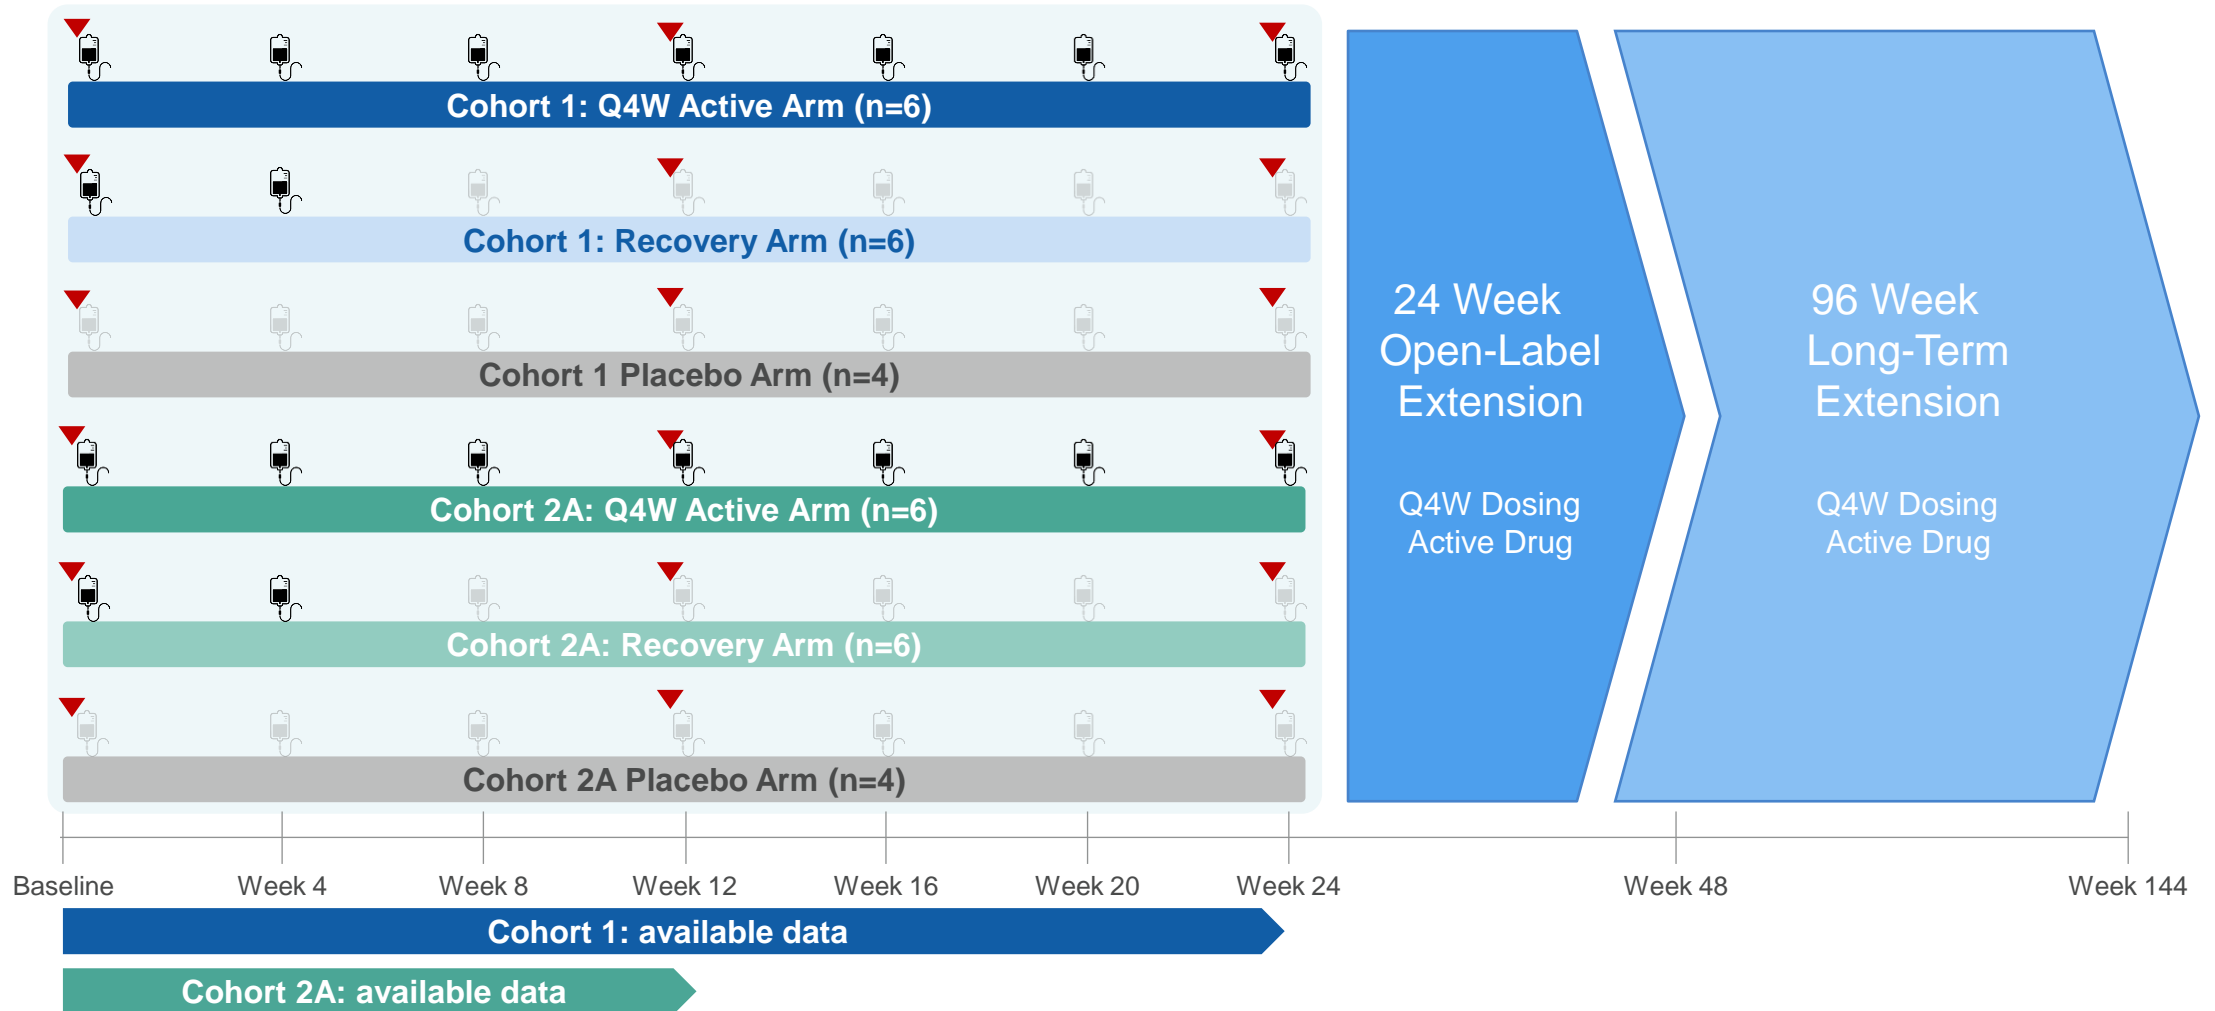 Cohort 1: Q4W Active Arm (n=6)
Cohort 1: Recovery Arm (n=6)
Cohort 1 Placebo Arm (n=4)
Cohort 2A: Q4W Active Arm (n=6)
Cohort 2A: Recovery Arm (n=6)
Cohort 2A Placebo Arm (n=4)
24 Week
Open-Label
Extension
Q4W Dosing
Active Drug
96 Week
Long-Term
Extension
Q4W Dosing
Active Drug
Baseline
Week 4
Week 8
Week 12
Week 16
Week 20
Week 24
Week 48
Week 144
Cohort 1: available data
Cohort 2A: available data